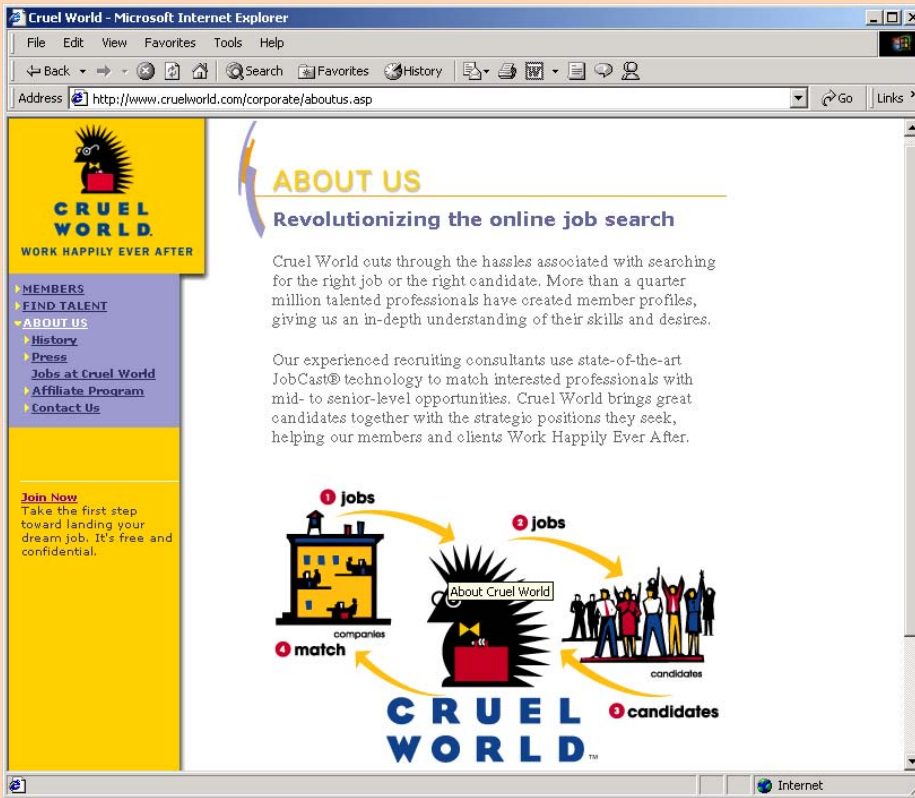 Cruel World - Microsoft Internet Explorer
File Edit View Favorites Tools Help
Back Search Favorites History
Address http://www.cruelworld.com/corporate/aboutus.asp Go Links »
CRUEL
WORLD.
WORK HAPPILY EVER AFTER
MEMBERS
FIND TALENT
ABOUT US
History
Press
Jobs at Cruel World
Affiliate Program
Contact Us
Join Now
Take the first step
toward landing your
dream job. It's free and
confidential.
ABOUT US
Revolutionizing the online job search
Cruel World cuts through the hassles associated with searching
for the right job or the right candidate. More than a quarter
million talented professionals have created member profiles,
giving us an in-depth understanding of their skills and desires.
Our experienced recruiting consultants use state-of-the-art
JobCast® technology to match interested professionals with
mid- to senior-level opportunities. Cruel World brings great
candidates together with the strategic positions they seek,
helping our members and clients Work Happily Ever After.
1 jobs
2 jobs
About Cruel World
companies
4 match
candidates
3 candidates
CRUEL
WORLD™
Internet